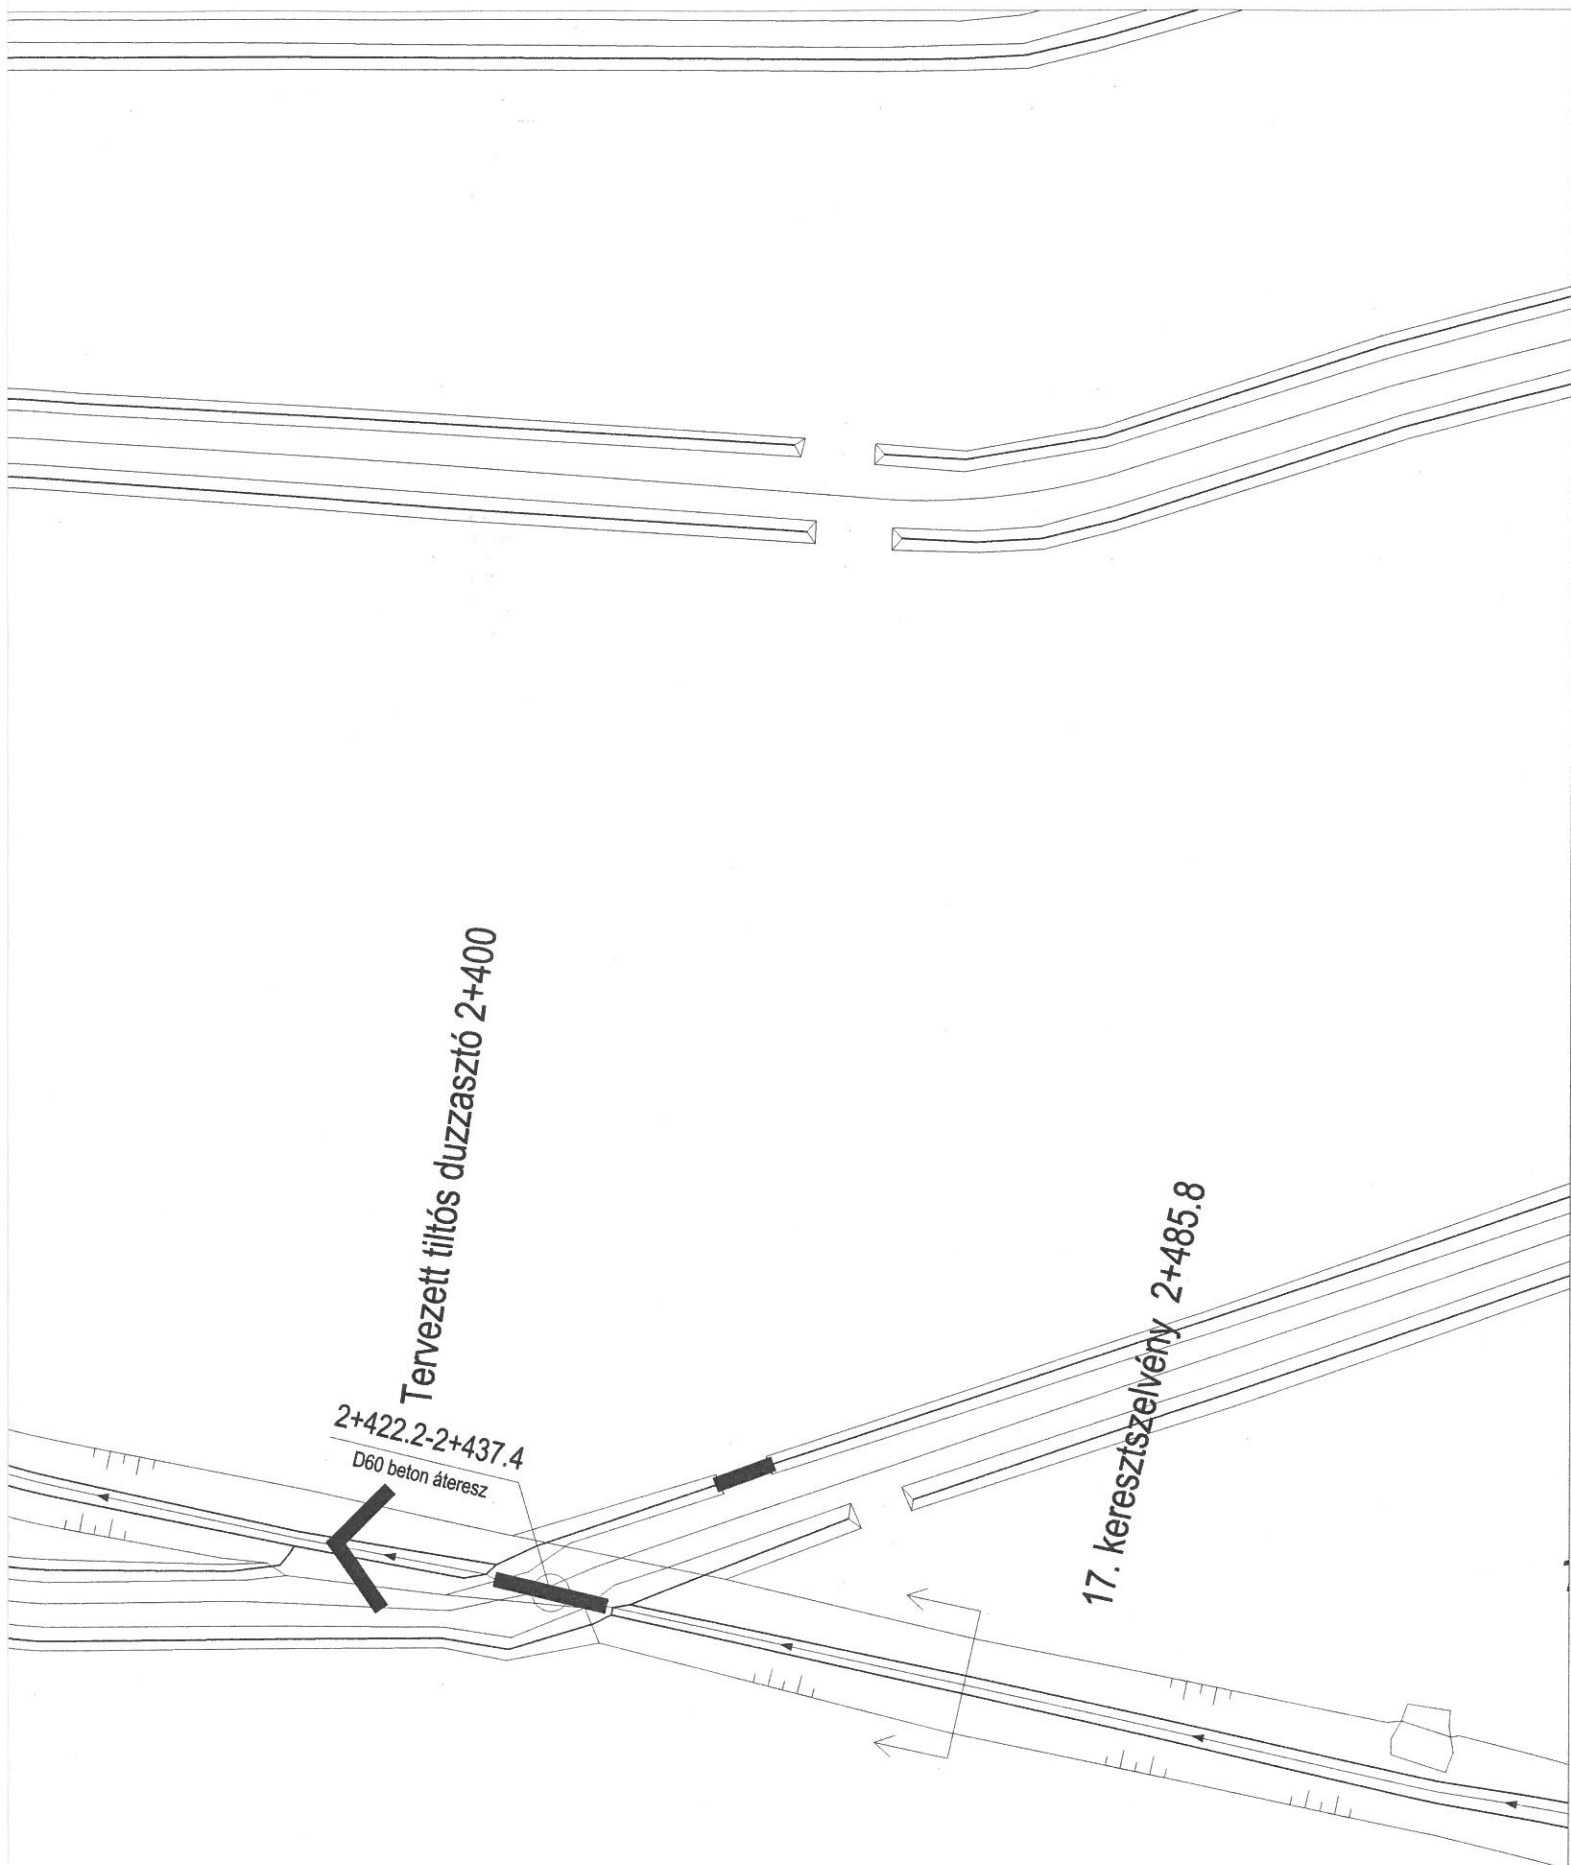 Tervezett tiltós duzzasztó 2+400
2+422.2-2+437.4
D60 beton áteresz
17. keresztszelvény 2+485.8